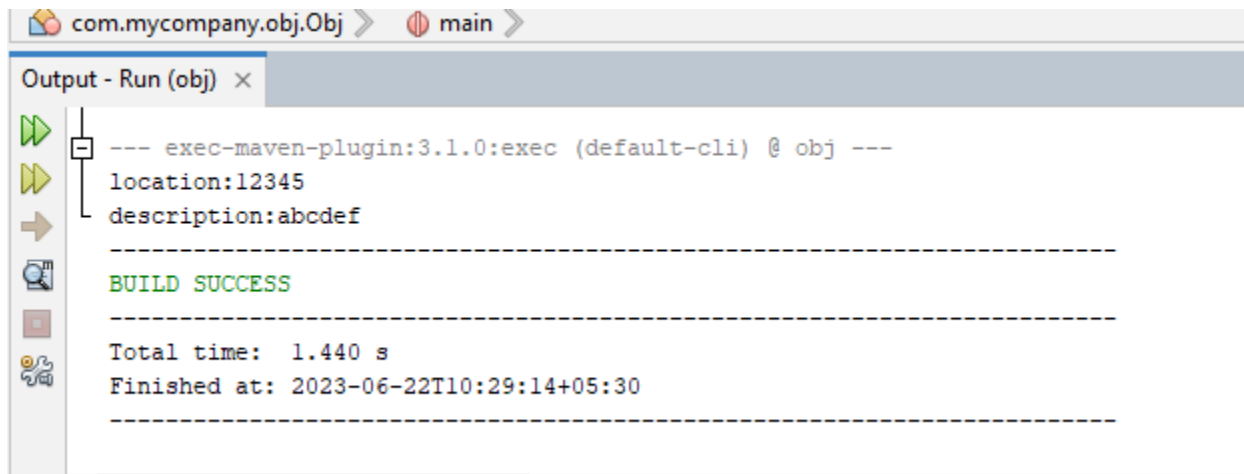 com.mycompany.obj.Obj main
Output - Run (obj) ×
--- exec-maven-plugin:3.1.0:exec (default-cli) @ obj ---
location:12345
description:abcdef
------------------------------------------------------------------------
BUILD SUCCESS
------------------------------------------------------------------------
Total time:  1.440 s
Finished at: 2023-06-22T10:29:14+05:30
------------------------------------------------------------------------